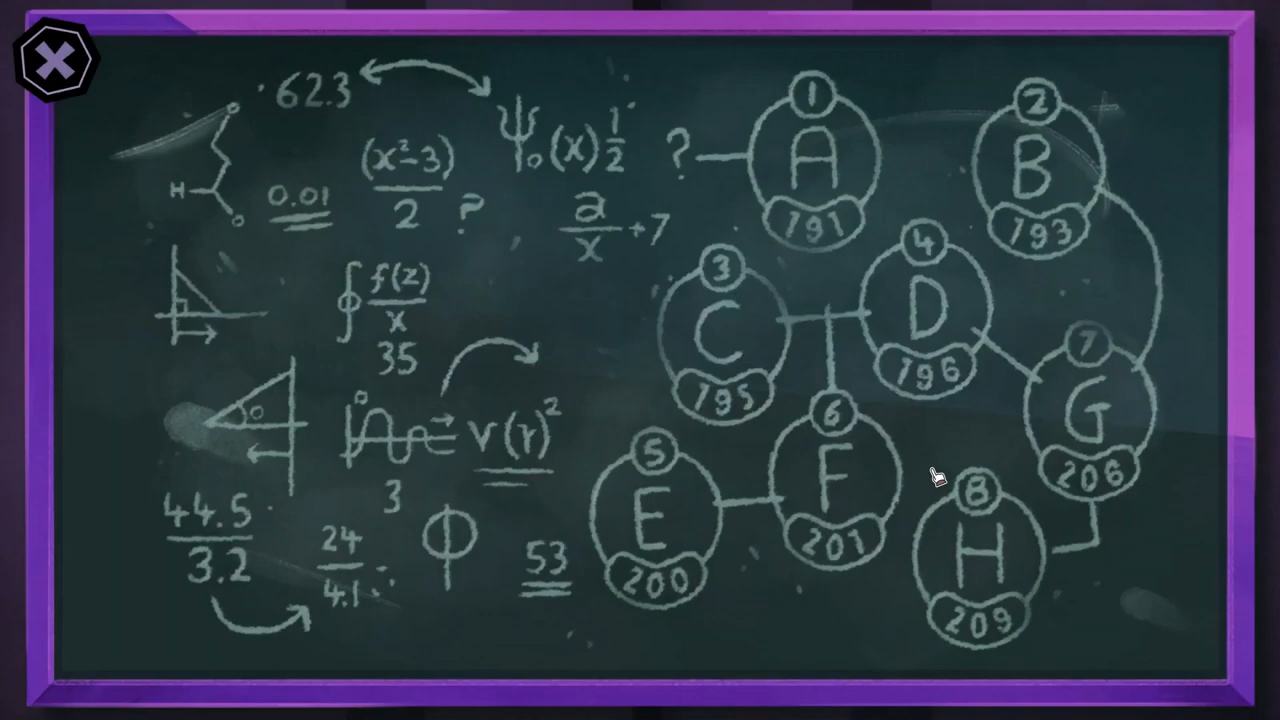 62.3
ψ₀(x) 1/2
(x²-3)/2 ?
0.01
H
2/x +7
∮ f(z)/x
35
0
v(r)²
3
44.5/3.2
24/4.1
ϕ
53
?
1
A
191
2
B
193
3
C
195
4
D
196
5
E
200
6
F
201
7
G
206
8
H
209